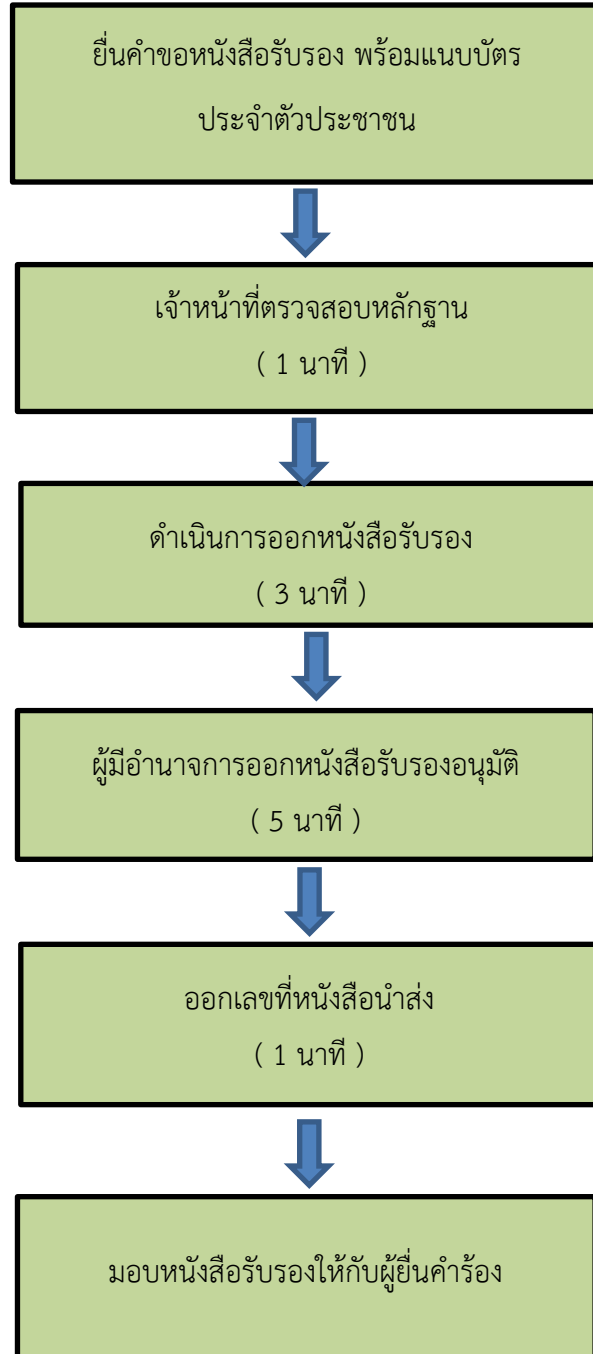 ยื่นคำขอหนังสือรับรอง พร้อมแนบบัตร
ประจำตัวประชาชน
เจ้าหน้าที่ตรวจสอบหลักฐาน
( 1 นาที )
ดำเนินการออกหนังสือรับรอง
( 3 นาที )
ผู้มีอำนาจการออกหนังสือรับรองอนุมัติ
( 5 นาที )
ออกเลขที่หนังสือนำส่ง
( 1 นาที )
มอบหนังสือรับรองให้กับผู้ยื่นคำร้อง